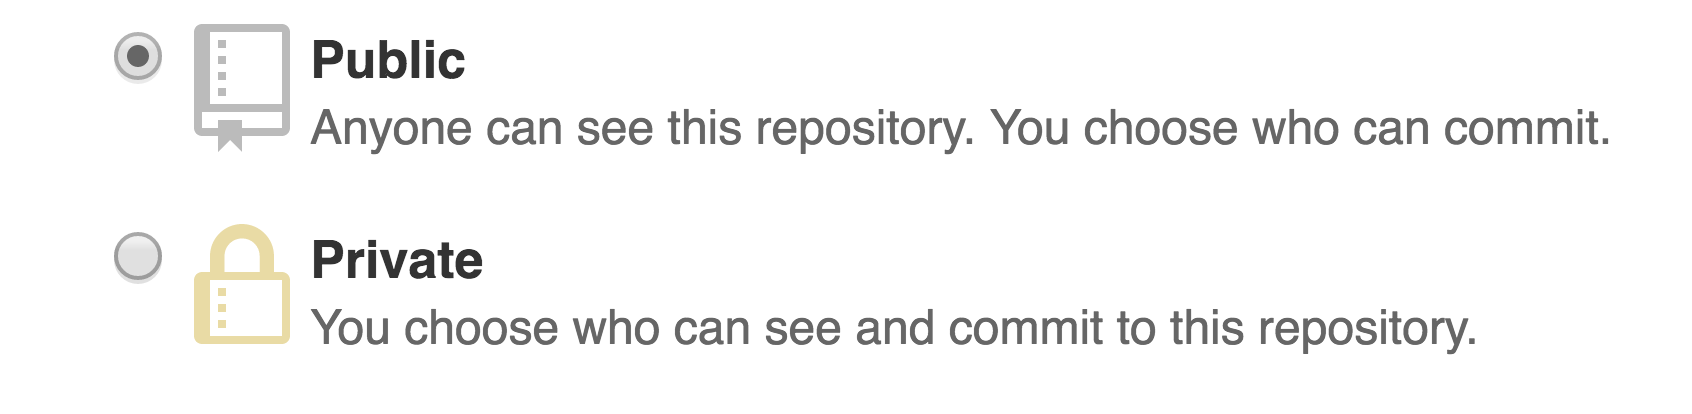 Public
Anyone can see this repository. You choose who can commit.
Private
You choose who can see and commit to this repository.